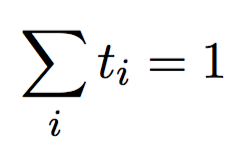 ∑_i t_i = 1